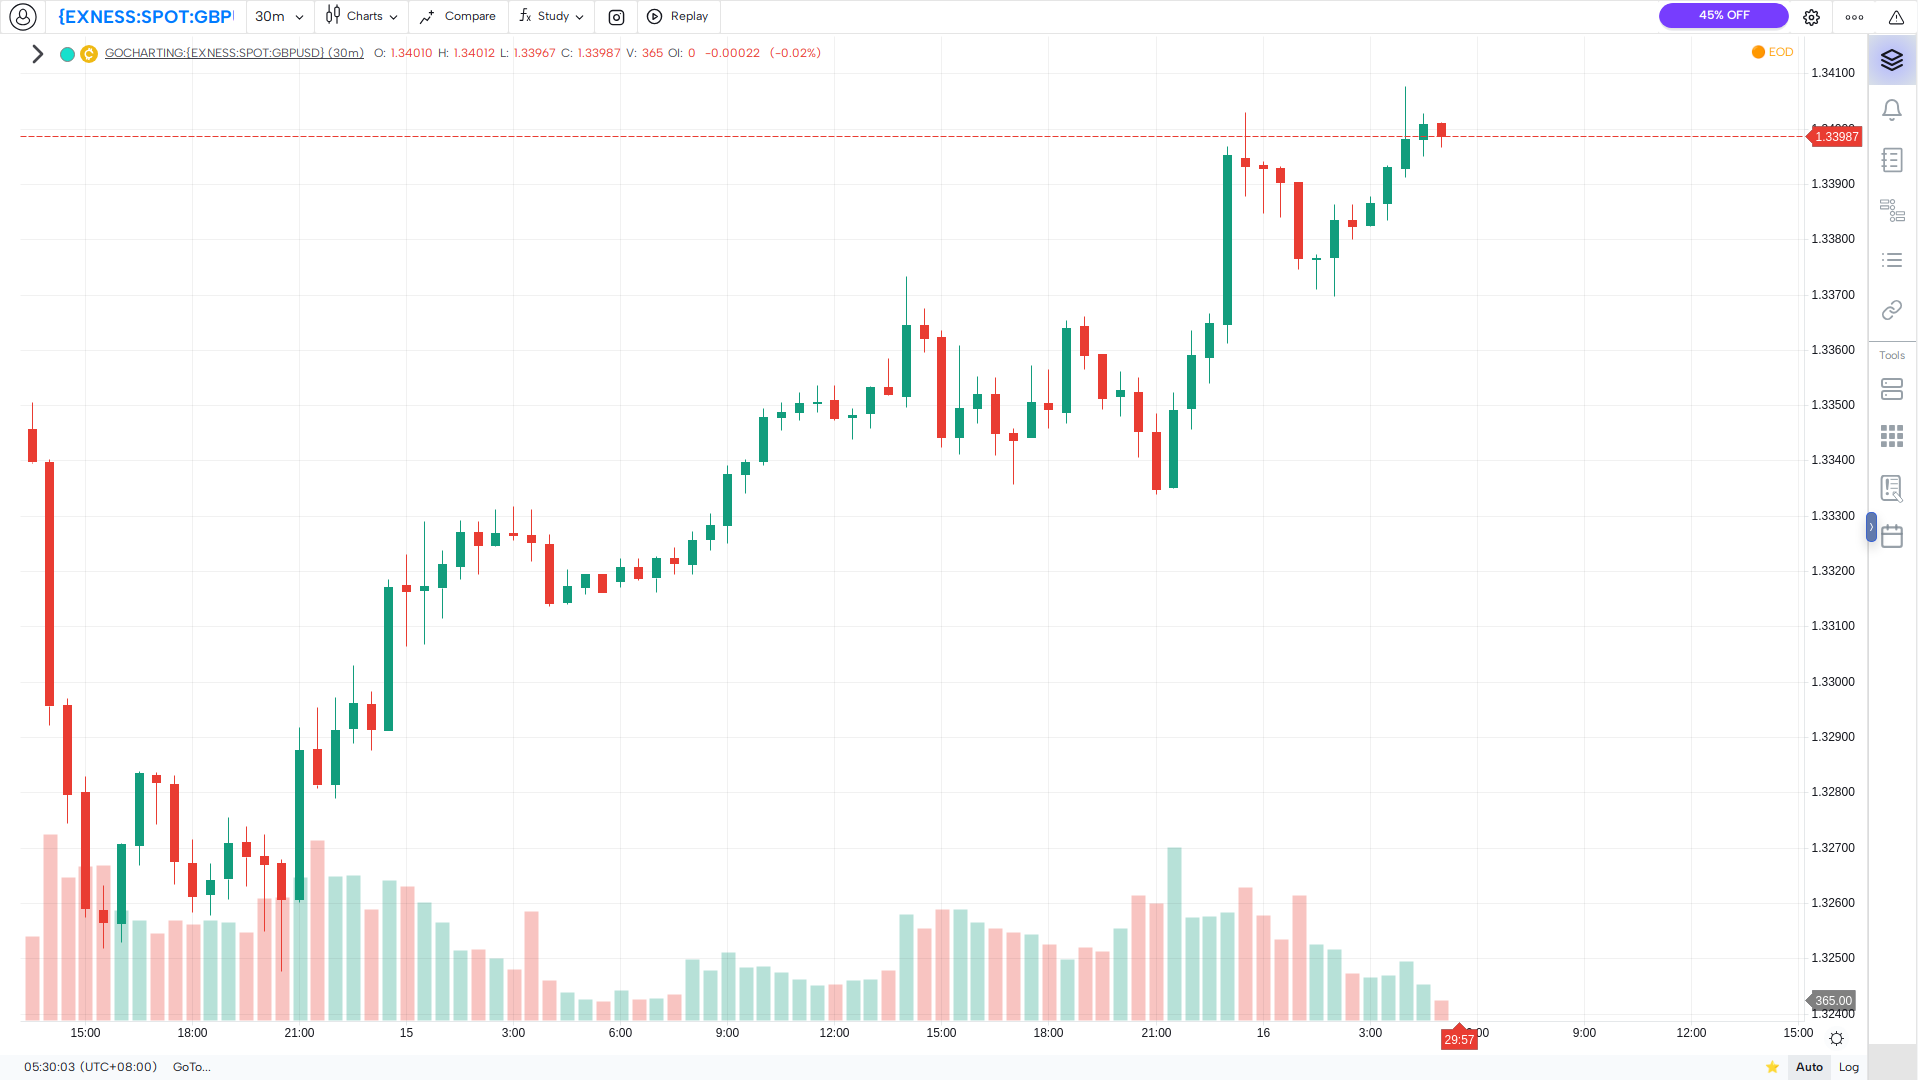 {EXNESS:SPOT:GBP
30m
Charts
Compare
Study
Replay
45% OFF
GOCHARTING:{EXNESS:SPOT:GBPUSD} (30m) O: 1.34010 H: 1.34012 L: 1.33967 C: 1.33987 V: 365 OI: 0 -0.00022 (-0.02%)
EOD
1.34100
1.33987
1.33900
1.33800
1.33700
1.33600
1.33500
1.33400
1.33300
1.33200
1.33100
1.33000
1.32900
1.32800
1.32700
1.32600
1.32500
365.00
1.32400
Tools
15:00 18:00 21:00 15 3:00 6:00 9:00 12:00 15:00 18:00 21:00 16 3:00 9:00 12:00 15:00
29:57
05:30:03 (UTC+08:00) GoTo...
Auto Log